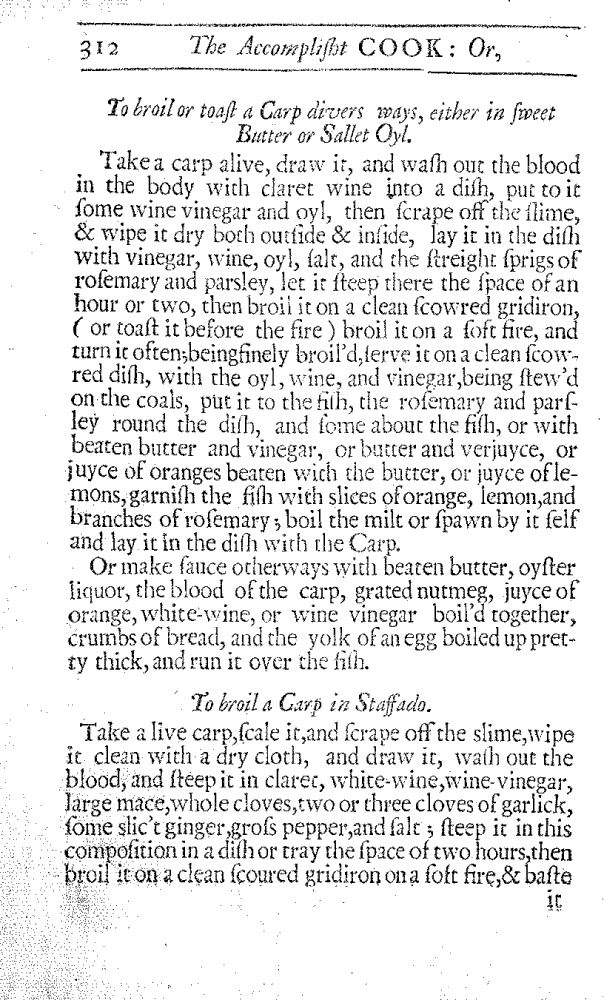 312 The Accompliſht COOK: Or,
To broil or toaſt a Carp divers ways, either in ſweet
Butter or Sallet Oyl.
Take a carp alive, draw it, and waſh out the blood
in the body with claret wine into a diſh, put to it
ſome wine vinegar and oyl, then ſcrape off the ſlime,
& wipe it dry both outſide & inſide, lay it in the diſh
with vinegar, wine, oyl, ſalt, and the ſtreight ſprigs of
roſemary and parsley, let it ſteep there the ſpace of an
hour or two, then broil it on a clean ſcowred gridiron,
( or toaſt it before the fire ) broil it on a ſoft fire, and
turn it often; being finely broil'd, ſerve it on a clean ſcow-
red diſh, with the oyl, wine, and vinegar, being ſtew'd
on the coals, put it to the fiſh, the roſemary and parſ-
ley round the diſh, and ſome about the fiſh, or with
beaten butter and vinegar, or butter and verjuyce, or
juyce of oranges beaten with the butter, or juyce of le-
mons, garniſh the fiſh with slices of orange, lemon, and
branches of roſemary; boil the milt or ſpawn by it ſelf
and lay it in the diſh with the Carp.
Or make ſauce otherways with beaten butter, oyſter
liquor, the blood of the carp, grated nutmeg, juyce of
orange, white-wine, or wine vinegar boil'd together,
crumbs of bread, and the yolk of an egg boiled up pret-
ty thick, and run it over the fiſh.
To broil a Carp in Staffado.
Take a live carp, ſcale it, and ſcrape off the slime, wipe
it clean with a dry cloth, and draw it, waſh out the
blood, and ſteep it in claret, white-wine, wine-vinegar,
large mace, whole cloves, two or three cloves of garlick,
ſome slic't ginger, groſs pepper, and ſalt; ſteep it in this
compoſition in a diſh or tray the ſpace of two hours, then
broil it on a clean ſcoured gridiron on a ſoft fire, & baſte
it